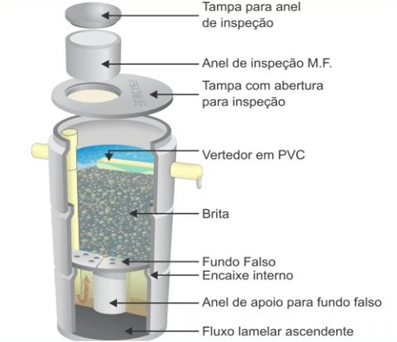 Tampa para anel
de inspeção
Anel de inspeção M.F.
Tampa com abertura
para inspeção
Vertedor em PVC
Brita
Fundo Falso
Encaixe interno
Anel de apoio para fundo falso
Fluxo lamelar ascendente